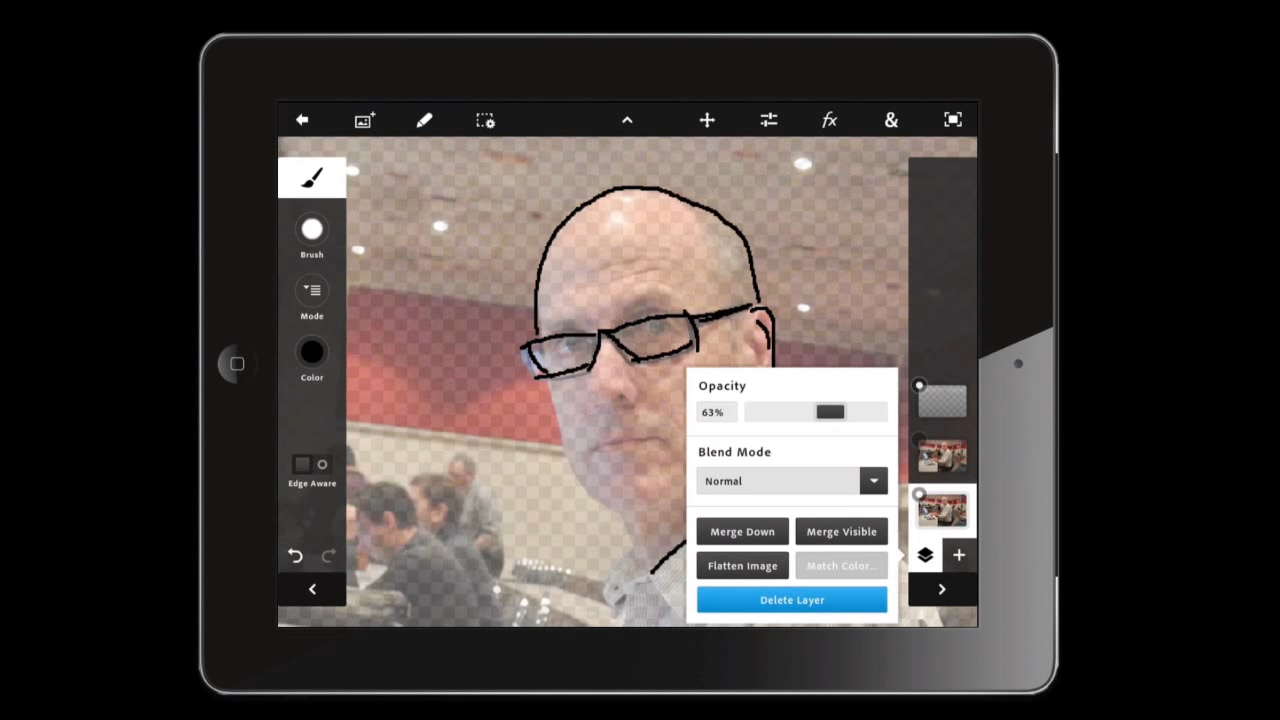 fx
&
Brush
Mode
Color
Edge Aware
Opacity
63%
Blend Mode
Normal
Merge Down Merge Visible
Flatten Image Match Color...
Delete Layer
+